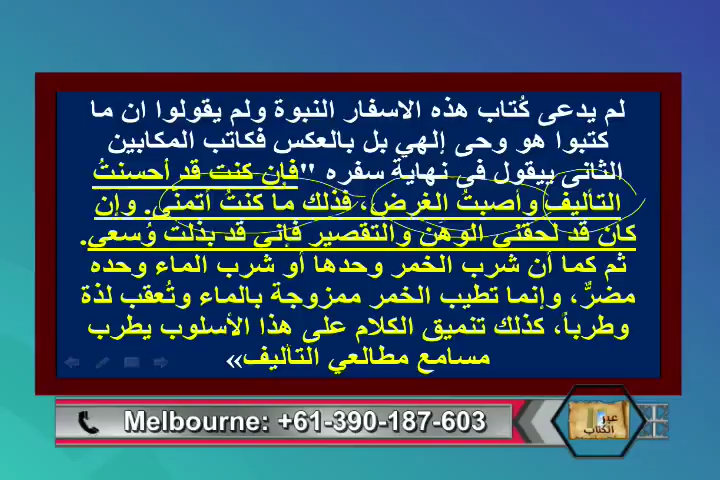 لم يدعى كُتاب هذه الاسفار النبوة ولم يقولوا ان ما
كتبوا هو وحى إلهي بل بالعكس فكاتب المكابين
الثانى بيقول فى نهاية سفره "فإن كنت قد أحسنتُ
التأليف وأصبتُ الغرض، فذلك ما كنتُ أتمنى. وإن
كان قد لحقني الوهَن والتقصير فإنى قد بذلت وُسعي.
ثم كما أن شرب الخمر وحدها أو شرب الماء وحده
مضرٌّ، وإنما تطيب الخمر ممزوجة بالماء وتُعقب لذة
وطرباً، كذلك تنميق الكلام على هذا الأسلوب يطرب
مسامع مطالعي التأليف»
Melbourne: +61-390-187-603
عبر
الكتاب